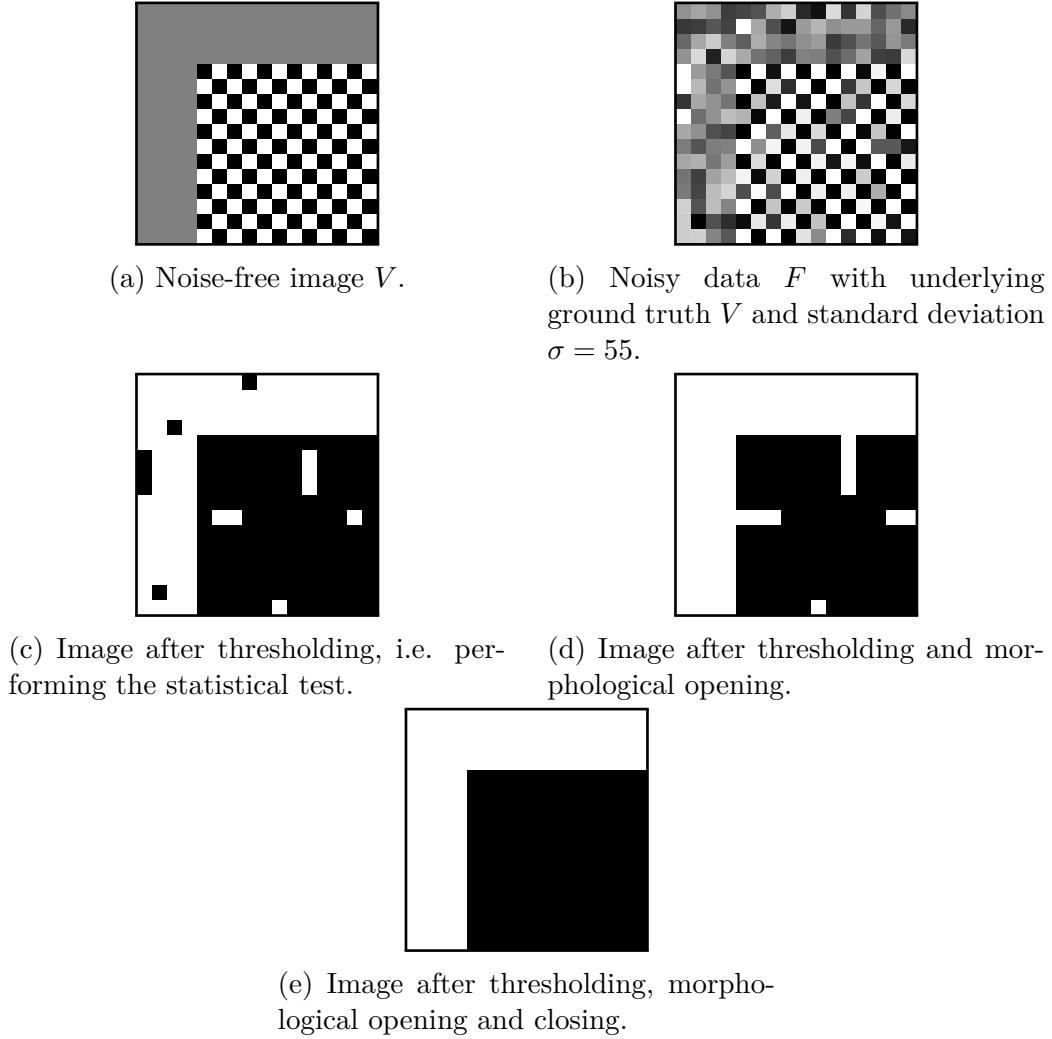 (a) Noise-free image V.
(b) Noisy data F with underlying
ground truth V and standard deviation
σ = 55.
(c) Image after thresholding, i.e. per-
forming the statistical test.
(d) Image after thresholding and mor-
phological opening.
(e) Image after thresholding, morpho-
logical opening and closing.